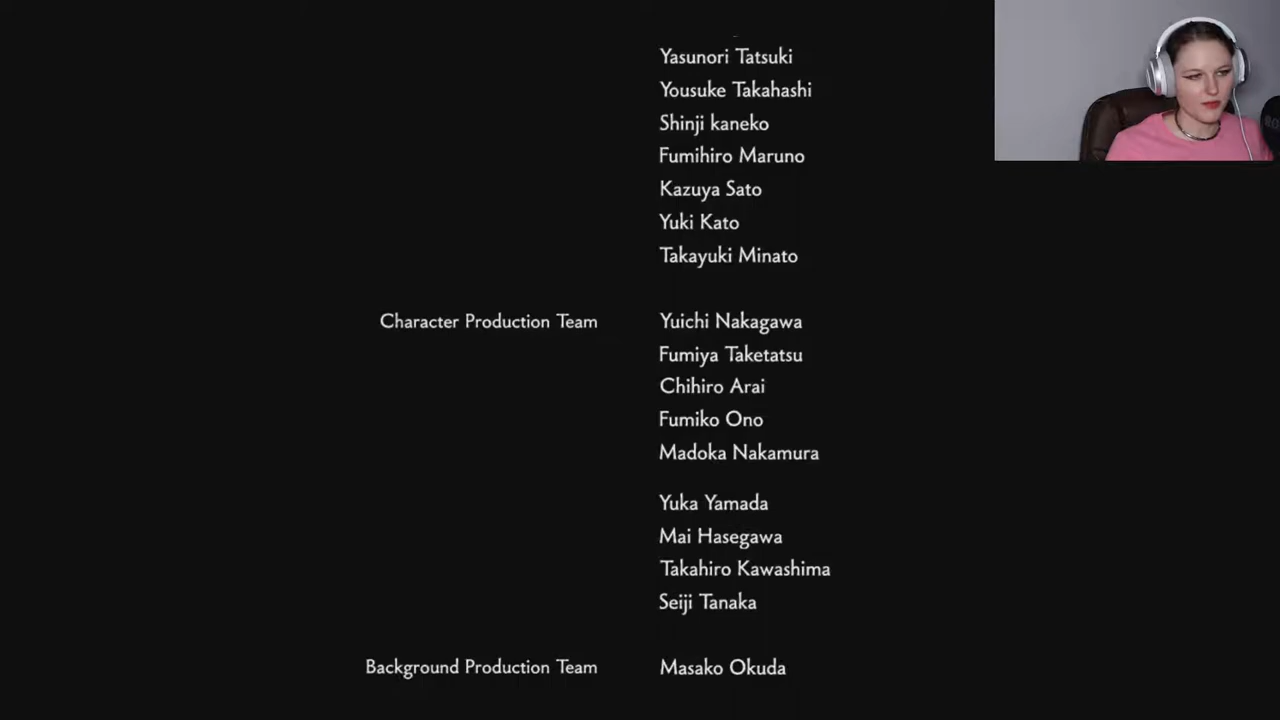 Yasunori Tatsuki
Yousuke Takahashi
Shinji kaneko
Fumihiro Maruno
Kazuya Sato
Yuki Kato
Takayuki Minato
Character Production Team Yuichi Nakagawa
Fumiya Taketatsu
Chihiro Arai
Fumiko Ono
Madoka Nakamura
Yuka Yamada
Mai Hasegawa
Takahiro Kawashima
Seiji Tanaka
Background Production Team Masako Okuda